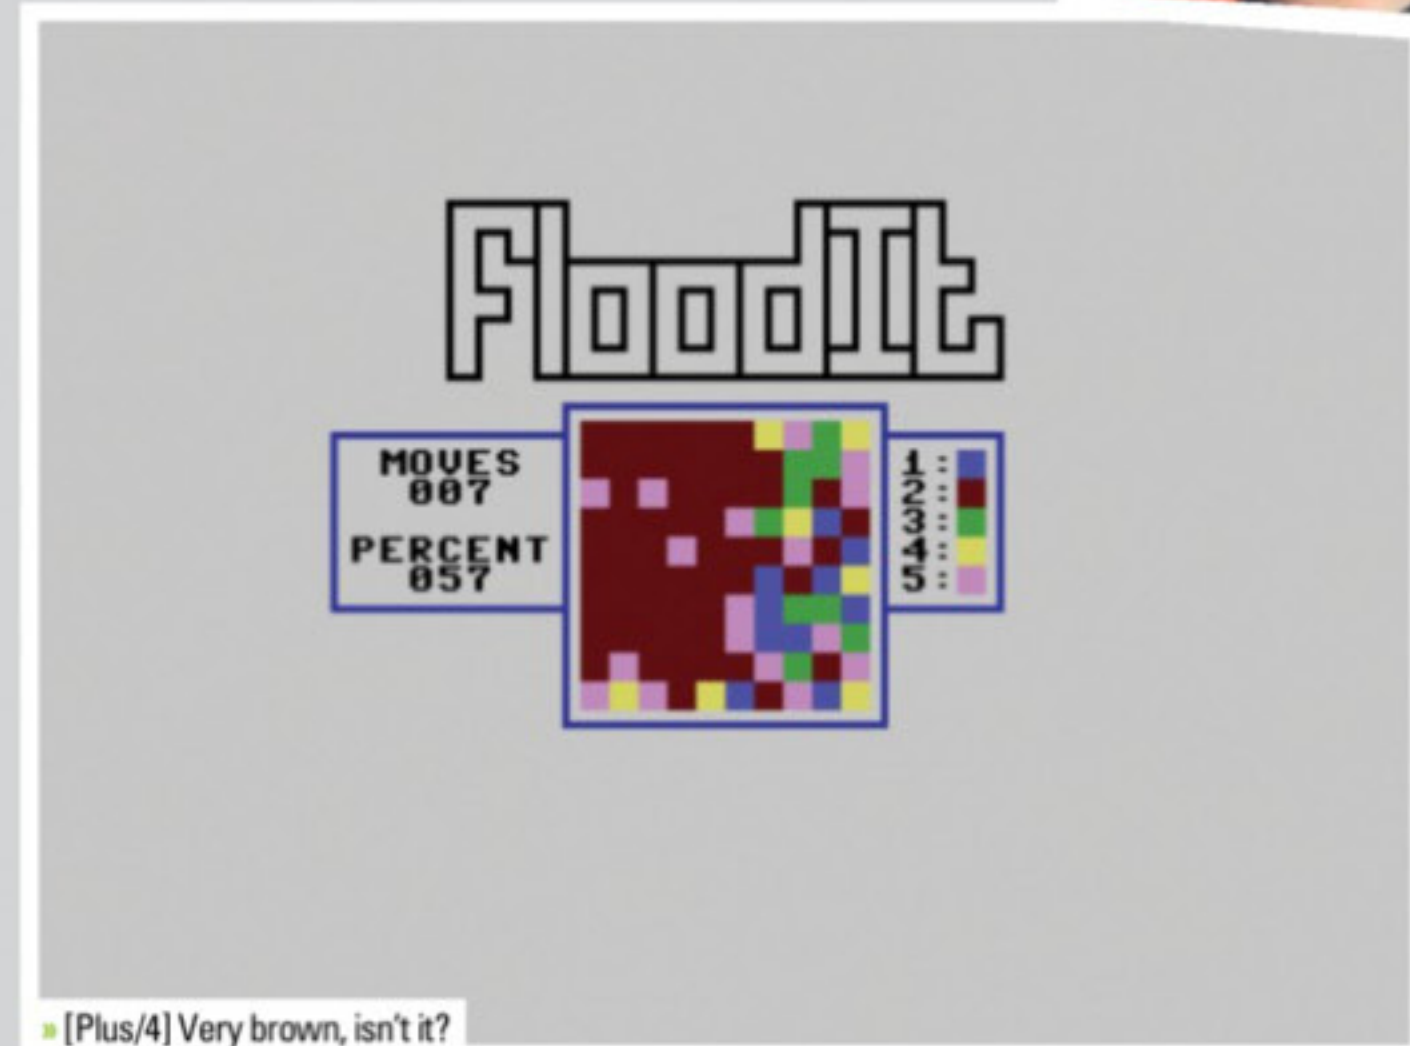 FloodIt
MOVES
007
PERCENT
057
1:
2:
3:
4:
5:
» [Plus/4] Very brown, isn't it?